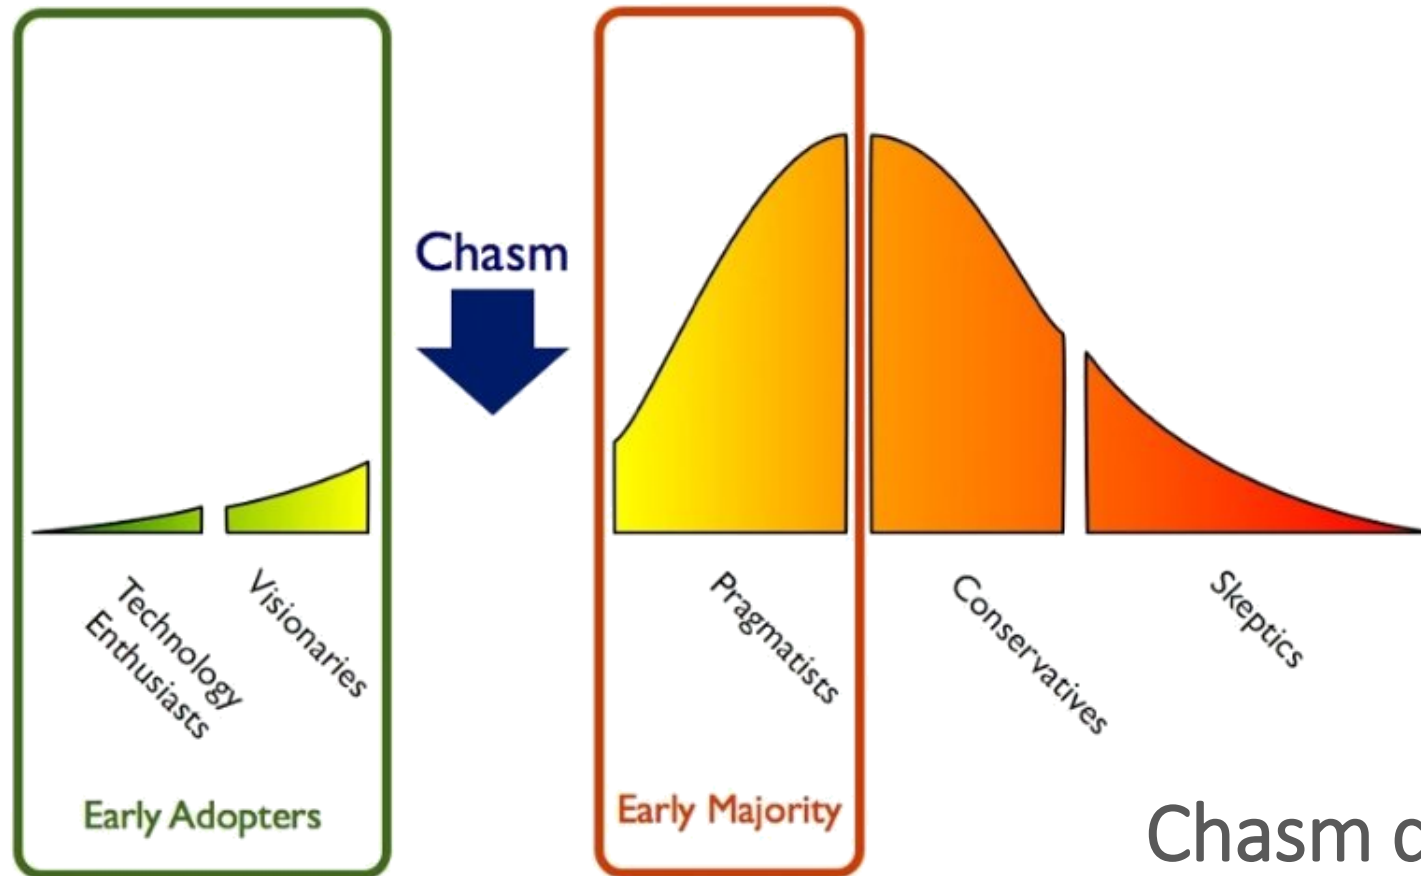 Chasm
Technology
Enthusiasts
Visionaries
Pragmatists
Conservatives
Skeptics
Early Adopters
Early Majority
Chasm